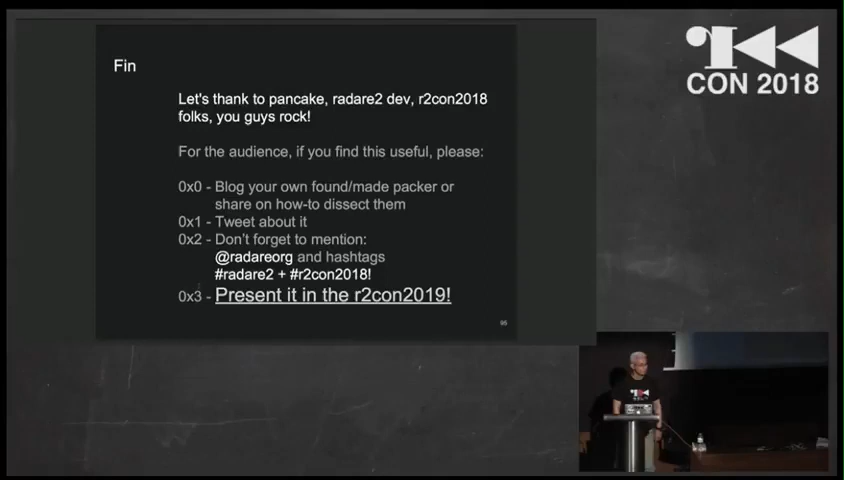 Fin
Let's thank to pancake, radare2 dev, r2con2018
folks, you guys rock!
For the audience, if you find this useful, please:
0x0 - Blog your own found/made packer or
share on how-to dissect them
0x1 - Tweet about it
0x2 - Don't forget to mention:
@radareorg and hashtags
#radare2 + #r2con2018!
0x3 - Present it in the r2con2019!
95
CON 2018